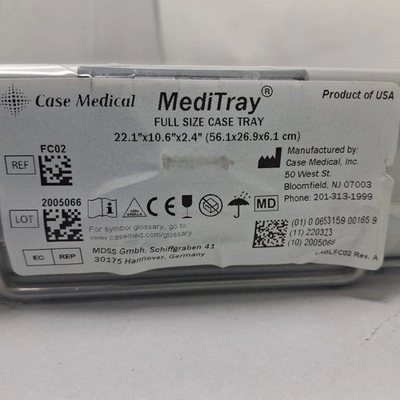 Case Medical
MediTray®
Product of USA
FULL SIZE CASE TRAY
22.1"x10.6"x2.4" (56.1x26.9x6.1 cm)
REF
FC02
Manufactured by:
Case Medical, Inc.
50 West St.
Bloomfield, NJ 07003
Phone: 201-313-1999
LOT
2005066
MD
For symbol glossary, go to
www.casemed.com/glossary
(01) 0 0653159 00165 9
(11) 220323
(10) 2005066
EC REP
MDSS Gmbh. Schiffgraben 41
30175 Hannover, Germany
LABLFC02 Rev. A